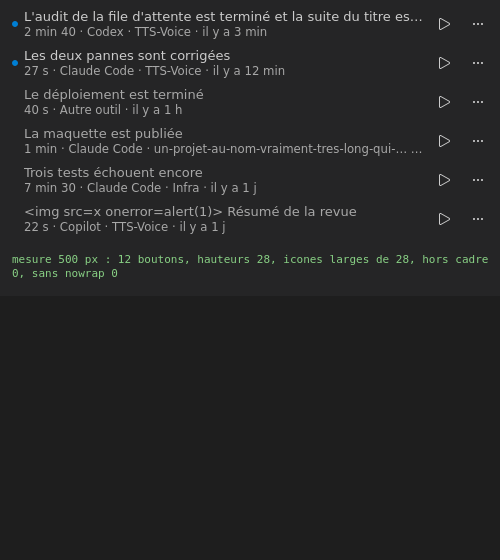 L'audit de la file d'attente est terminé et la suite du titre es...
2 min 40 · Codex · TTS-Voice · il y a 3 min
Les deux pannes sont corrigées
27 s · Claude Code · TTS-Voice · il y a 12 min
Le déploiement est terminé
40 s · Autre outil · il y a 1 h
La maquette est publiée
1 min · Claude Code · un-projet-au-nom-vraiment-tres-long-qui-... ...
Trois tests échouent encore
7 min 30 · Claude Code · Infra · il y a 1 j
<img src=x onerror=alert(1)> Résumé de la revue
22 s · Copilot · TTS-Voice · il y a 1 j
mesure 500 px : 12 boutons, hauteurs 28, icones larges de 28, hors cadre
0, sans nowrap 0